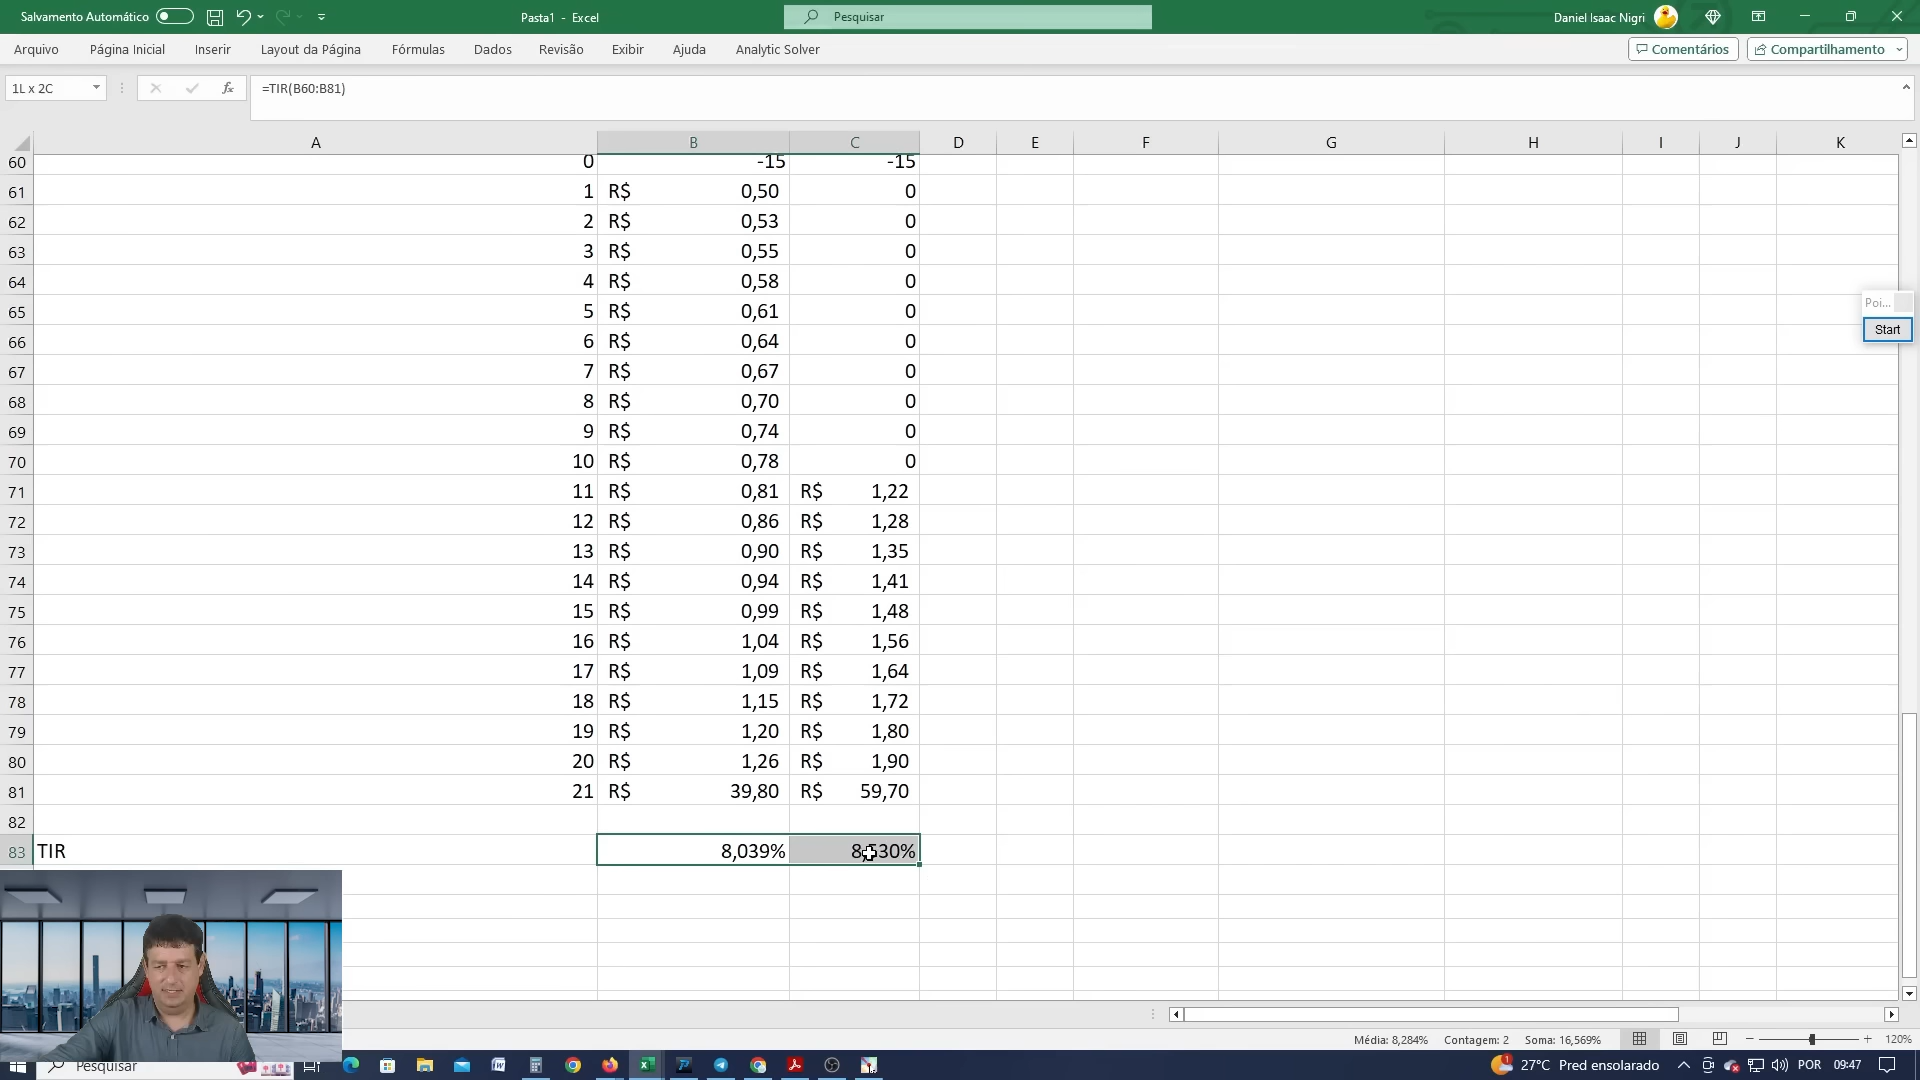 Salvamento Automático
Pasta1 - Excel
Pesquisar
Daniel Isaac Nigri
Arquivo Página Inicial Inserir Layout da Página Fórmulas Dados Revisão Exibir Ajuda Analytic Solver
Comentários Compartilhamento
1L x 2C fx =TIR(B60:B81)
A B C D E F G H I J K
60 0 -15 -15
61 1 R$ 0,50 0
62 2 R$ 0,53 0
63 3 R$ 0,55 0
64 4 R$ 0,58 0
65 5 R$ 0,61 0
66 6 R$ 0,64 0
67 7 R$ 0,67 0
68 8 R$ 0,70 0
69 9 R$ 0,74 0
70 10 R$ 0,78 0
71 11 R$ 0,81 R$ 1,22
72 12 R$ 0,86 R$ 1,28
73 13 R$ 0,90 R$ 1,35
74 14 R$ 0,94 R$ 1,41
75 15 R$ 0,99 R$ 1,48
76 16 R$ 1,04 R$ 1,56
77 17 R$ 1,09 R$ 1,64
78 18 R$ 1,15 R$ 1,72
79 19 R$ 1,20 R$ 1,80
80 20 R$ 1,26 R$ 1,90
81 21 R$ 39,80 R$ 59,70
82
83 TIR 8,039% 8,530%
Poi...
Start
Média: 8,284% Contagem: 2 Soma: 16,569% 120%
Pesquisar
27°C Pred ensolarado POR 09:47